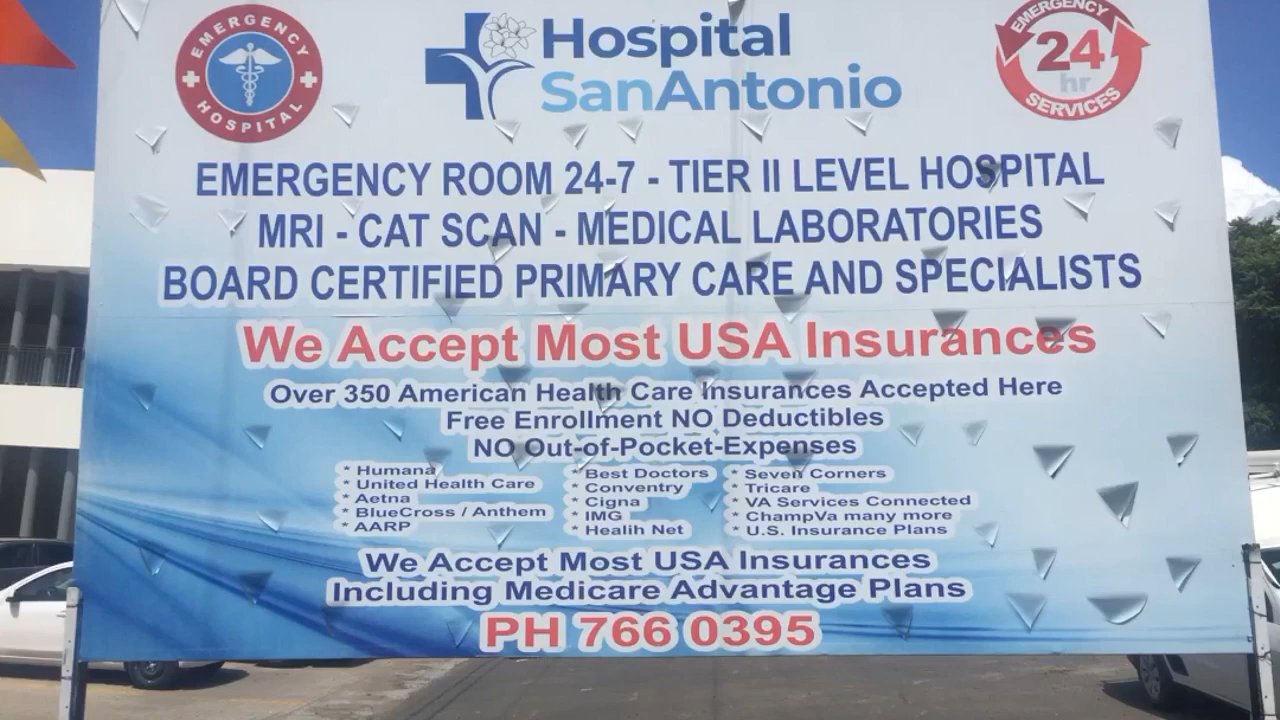 EMERGENCY HOSPITAL
Hospital
SanAntonio
EMERGENCY
24
hr
SERVICES
EMERGENCY ROOM 24-7 - TIER II LEVEL HOSPITAL
MRI - CAT SCAN - MEDICAL LABORATORIES
BOARD CERTIFIED PRIMARY CARE AND SPECIALISTS
We Accept Most USA Insurances
Over 350 American Health Care Insurances Accepted Here
Free Enrollment NO Deductibles
NO Out-of-Pocket-Expenses
* Humana
* United Health Care
* Aetna
* BlueCross / Anthem
* AARP
* Best Doctors
* Conventry
* Cigna
* IMG
* Healih Net
* Seven Corners
* Tricare
* VA Services Connected
* ChampVa many more
* U.S. Insurance Plans
We Accept Most USA Insurances
Including Medicare Advantage Plans
PH 766 0395